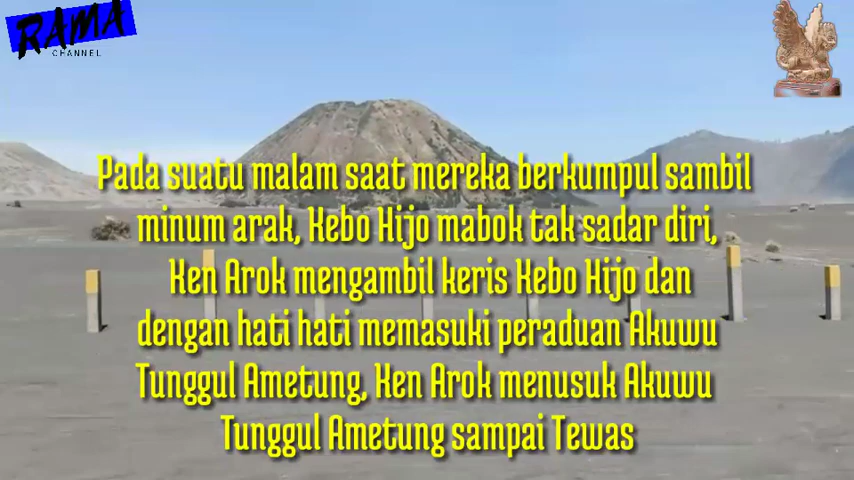 RAMA
CHANNEL
Pada suatu malam saat mereka berkumpul sambil
minum arak, Kebo Hijo mabok tak sadar diri,
Ken Arok mengambil keris Kebo Hijo dan
dengan hati hati memasuki peraduan Akuwu
Tunggul Ametung, Ken Arok menusuk Akuwu
Tunggul Ametung sampai Tewas